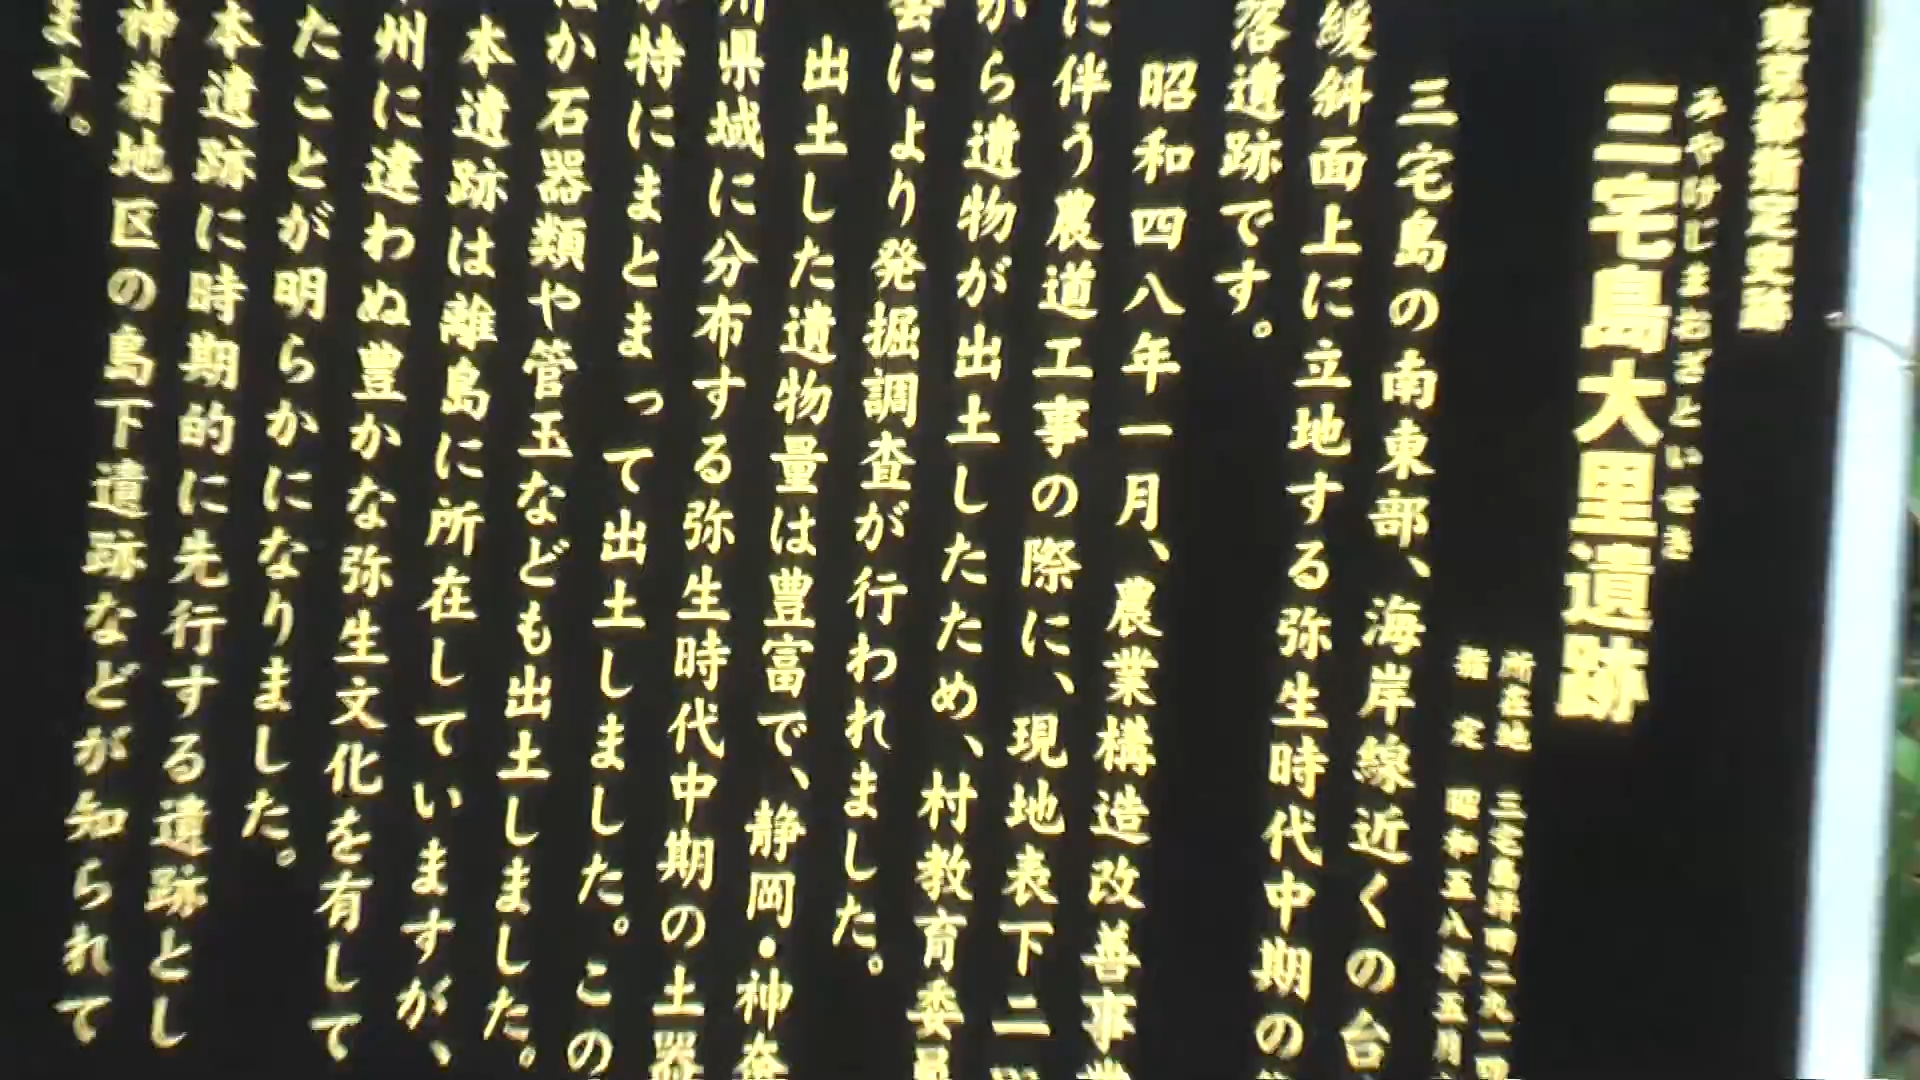 東京都指定史跡
みやけじまおおざといせき
三宅島大里遺跡
所在地 三宅島坪田二九一
指定 昭和五八年五月
三宅島の南東部、海岸線近くの台
緩斜面上に立地する弥生時代中期の
落遺跡です。
昭和四八年一月、農業構造改善事業
に伴う農道工事の際に、現地表下二
から遺物が出土したため、村教育委員
会により発掘調査が行われました。
出土した遺物量は豊富で、静岡・神奈
川県域に分布する弥生時代中期の土器
が特にまとまって出土しました。この
ほか石器類や管玉なども出土しました。
本遺跡は離島に所在していますが、
州に違わぬ豊かな弥生文化を有して
たことが明らかになりました。
本遺跡に時期的に先行する遺跡とし
神着地区の島下遺跡などが知られて
ます。